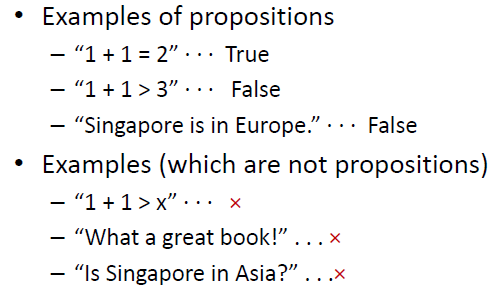 • Examples of propositions
– “1 + 1 = 2” · · · True
– “1 + 1 > 3” · · · False
– “Singapore is in Europe.” · · · False
• Examples (which are not propositions)
– “1 + 1 > x” · · · ×
– “What a great book!” . . . ×
– “Is Singapore in Asia?” . . .×